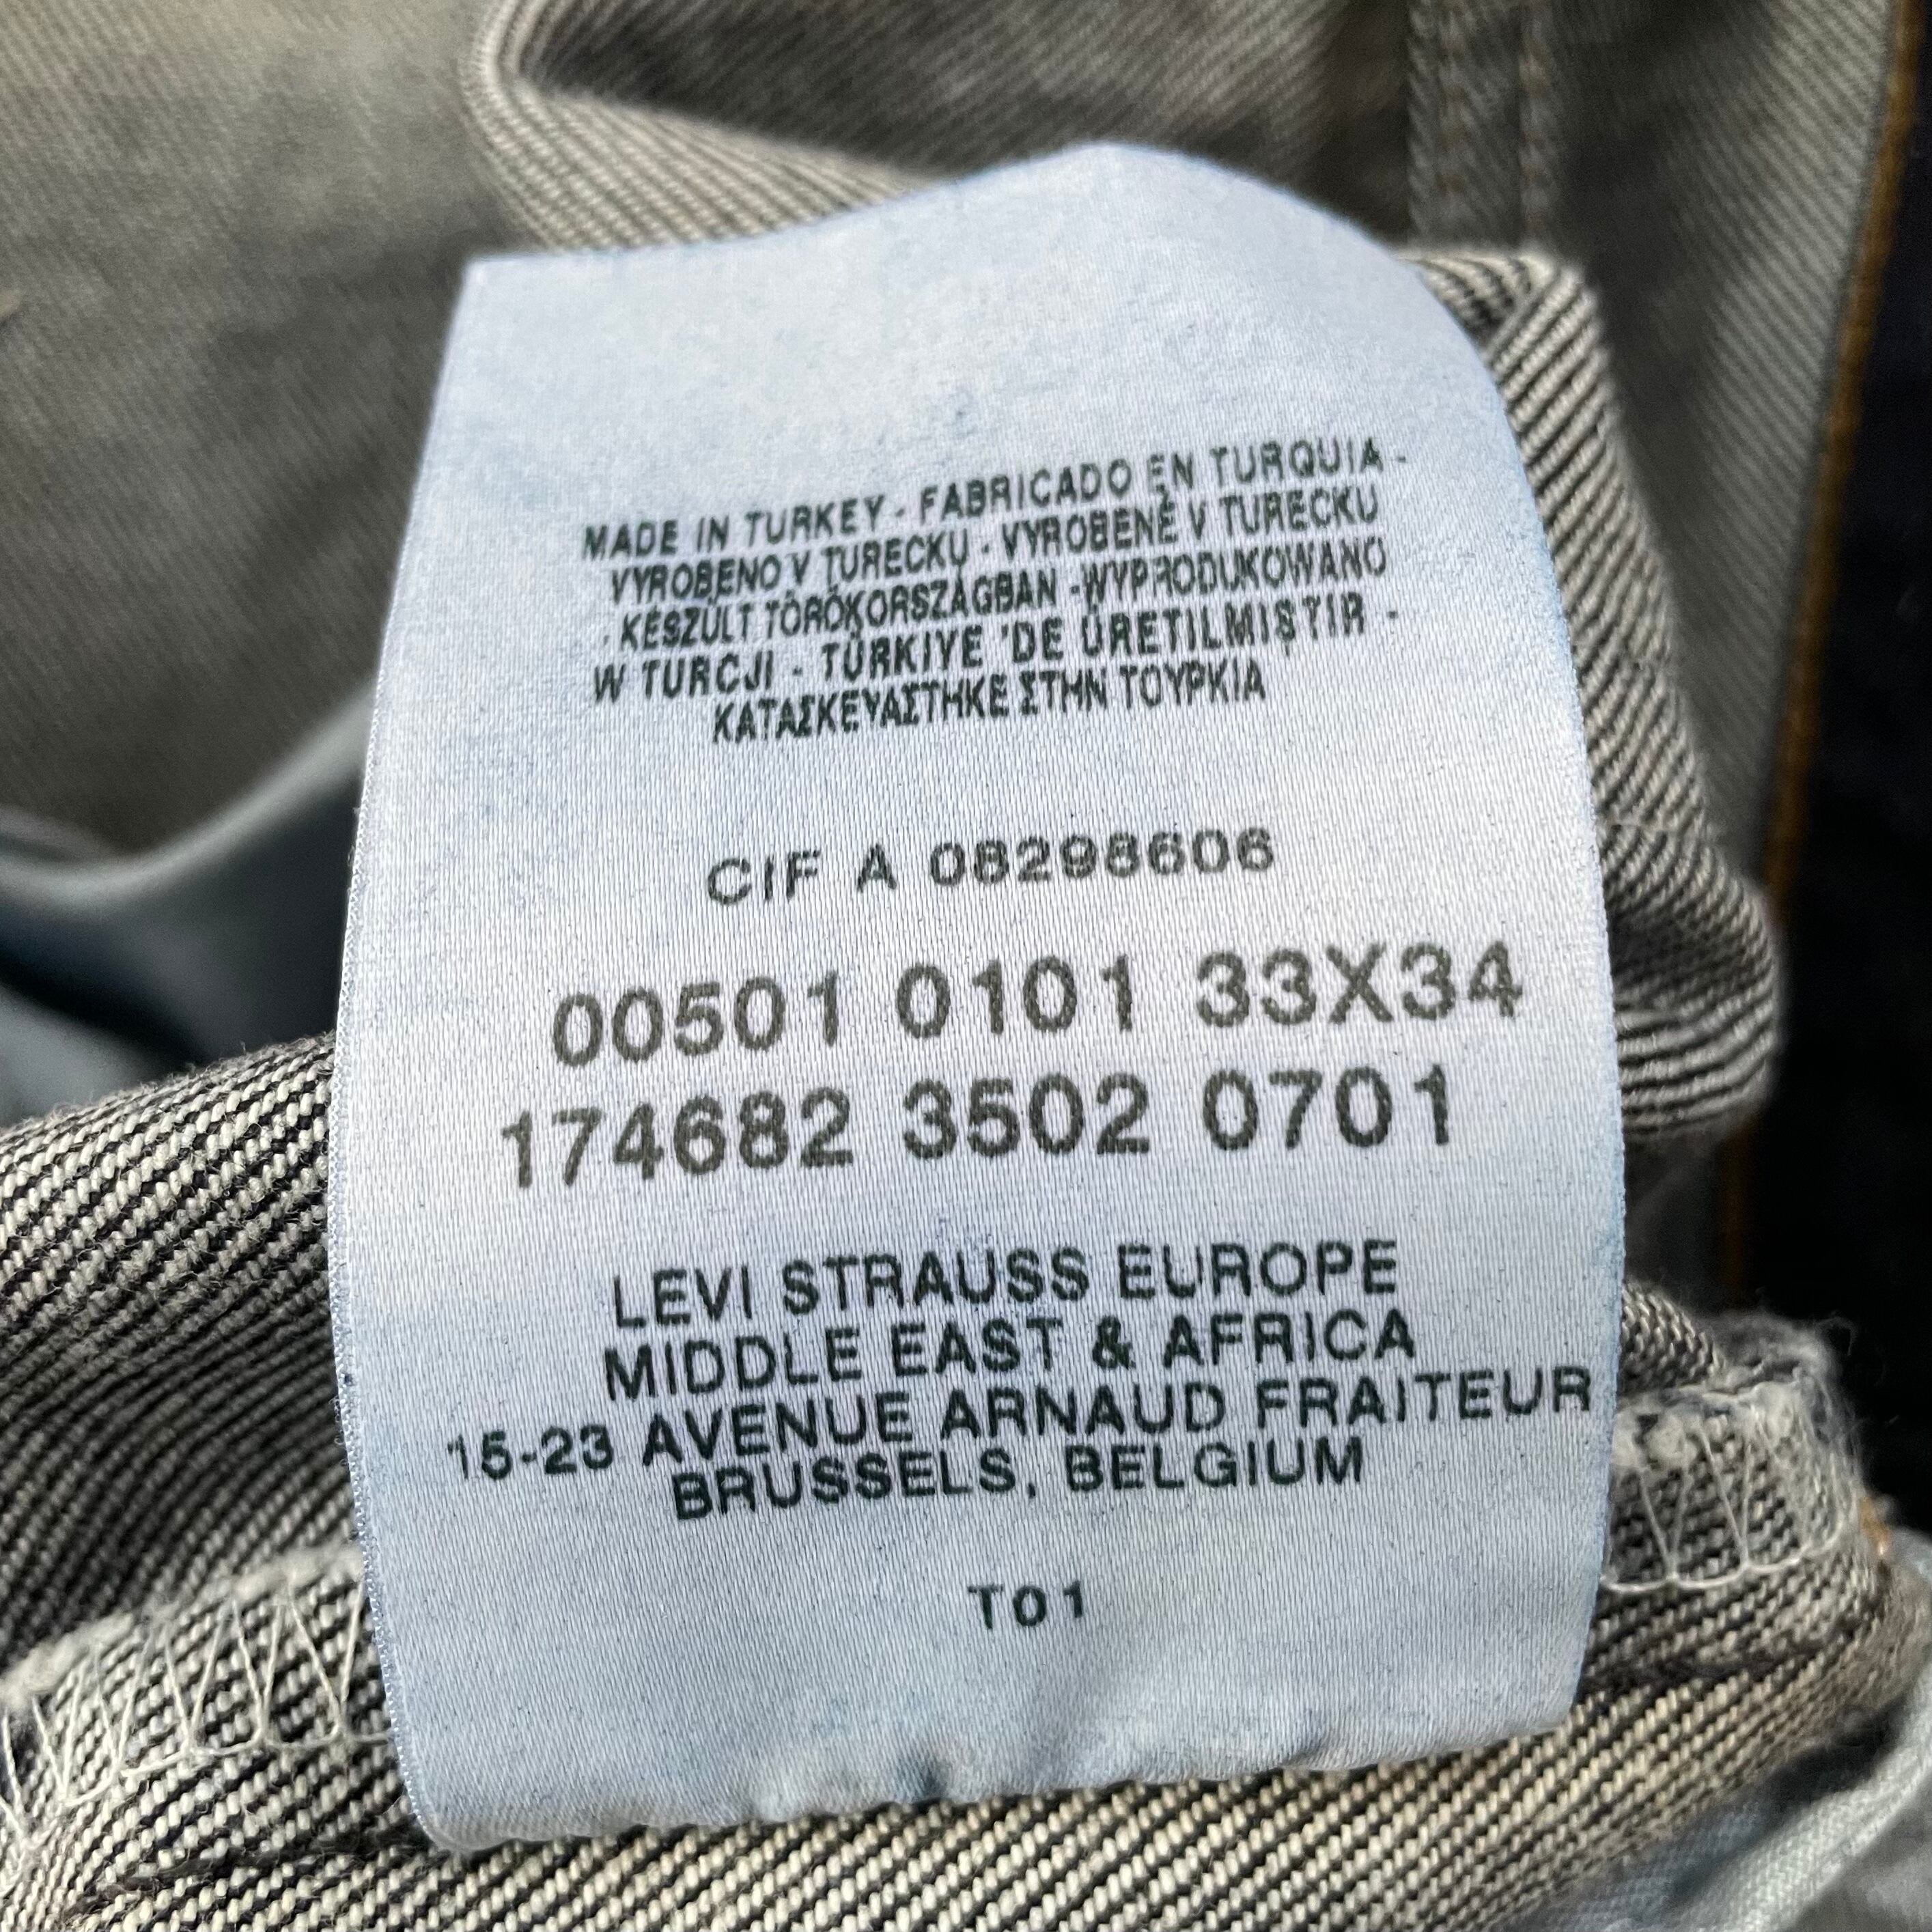 MADE IN TURKEY - FABRICADO EN TURQUIA -
VYROBENO V TURECKU - VYROBENÉ V TURECKU
- KÉSZÜLT TÖRÖKORSZÁGBAN -WYPRODUKOWANO
W TURCJI - TÜRKIYE 'DE ÜRETILMIŞTIR -
ΚΑΤΑΣΚΕΥΑΣΤΗΚΕ ΣΤΗΝ ΤΟΥΡΚΙΑ
CIF A 08298606
00501 0101 33X34
174682 3502 0701
LEVI STRAUSS EUROPE
MIDDLE EAST & AFRICA
15-23 AVENUE ARNAUD FRAITEUR
BRUSSELS, BELGIUM
T01